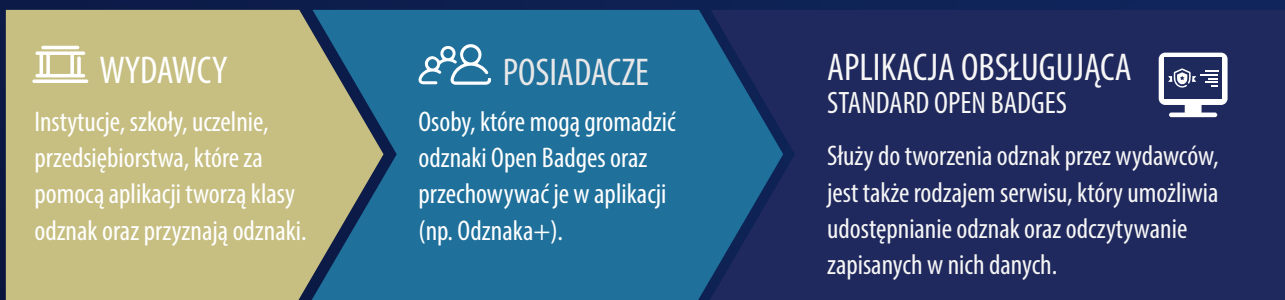 WYDAWCY
Instytucje, szkoły, uczelnie,
przedsiębiorstwa, które za
pomocą aplikacji tworzą klasy
odznak oraz przyznają odznaki.
POSIADACZE
Osoby, które mogą gromadzić
odznaki Open Badges oraz
przechowywać je w aplikacji
(np. Odznaka+).
APLIKACJA OBSŁUGUJĄCA
STANDARD OPEN BADGES
Służy do tworzenia odznak przez wydawców,
jest także rodzajem serwisu, który umożliwia
udostępnianie odznak oraz odczytywanie
zapisanych w nich danych.